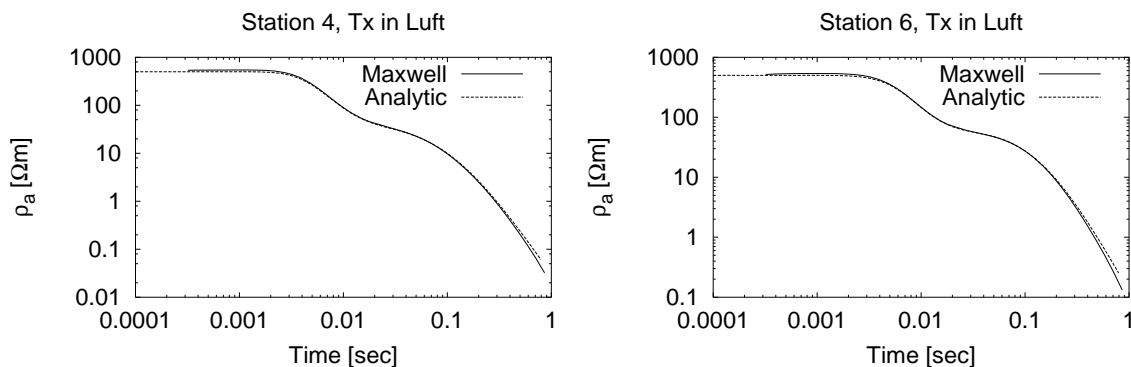 Station 4, Tx in Luft
1000
100
10
1
0.1
0.01
ρa [Ωm]
Maxwell
Analytic
0.0001
0.001
0.01
0.1
1
Time [sec]
Station 6, Tx in Luft
1000
100
10
1
0.1
ρa [Ωm]
Maxwell
Analytic
0.0001
0.001
0.01
0.1
1
Time [sec]